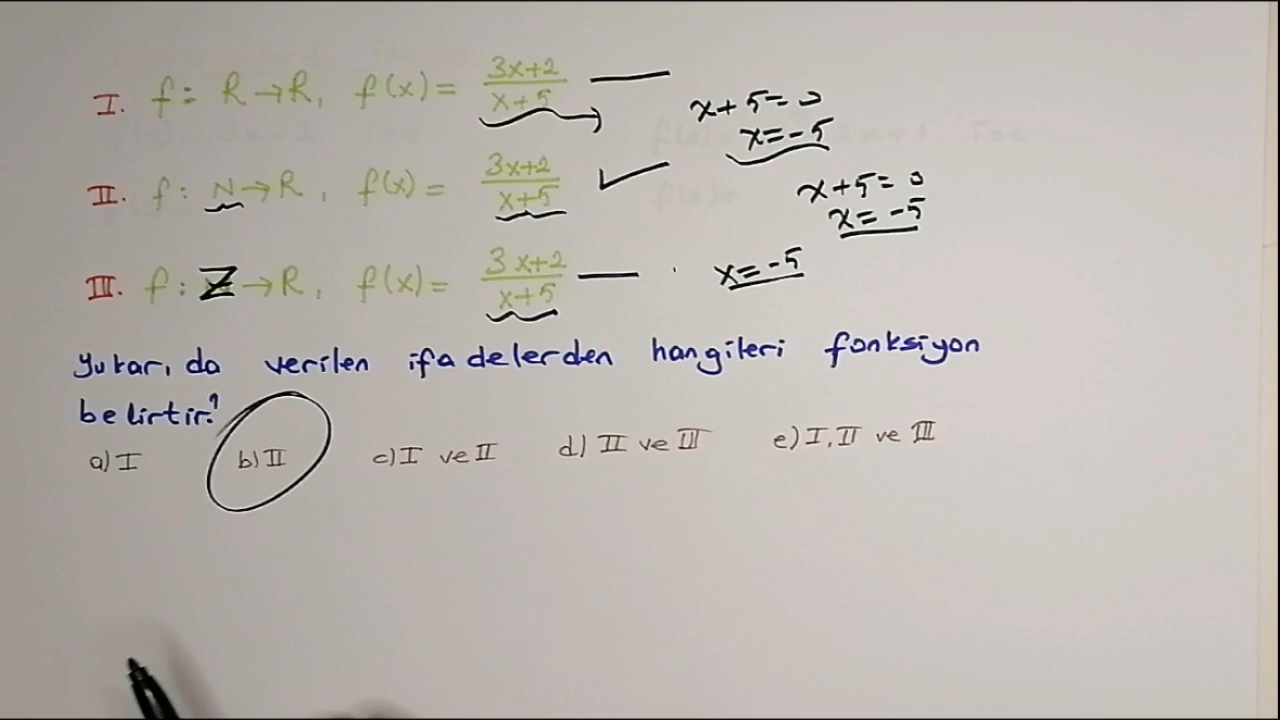 I. f: R→R, f(x) = 3x+2 / x+5 x+5=0
x=-5
II. f: N→R, f(x) = 3x+2 / x+5 ✓ x+5=0
x=-5
III. f: Z→R, f(x) = 3x+2 / x+5 x=-5
Yukarıda verilen ifadelerden hangileri fonksiyon
belirtir?
a) I b) II c) I ve II d) II ve III e) I, II ve III